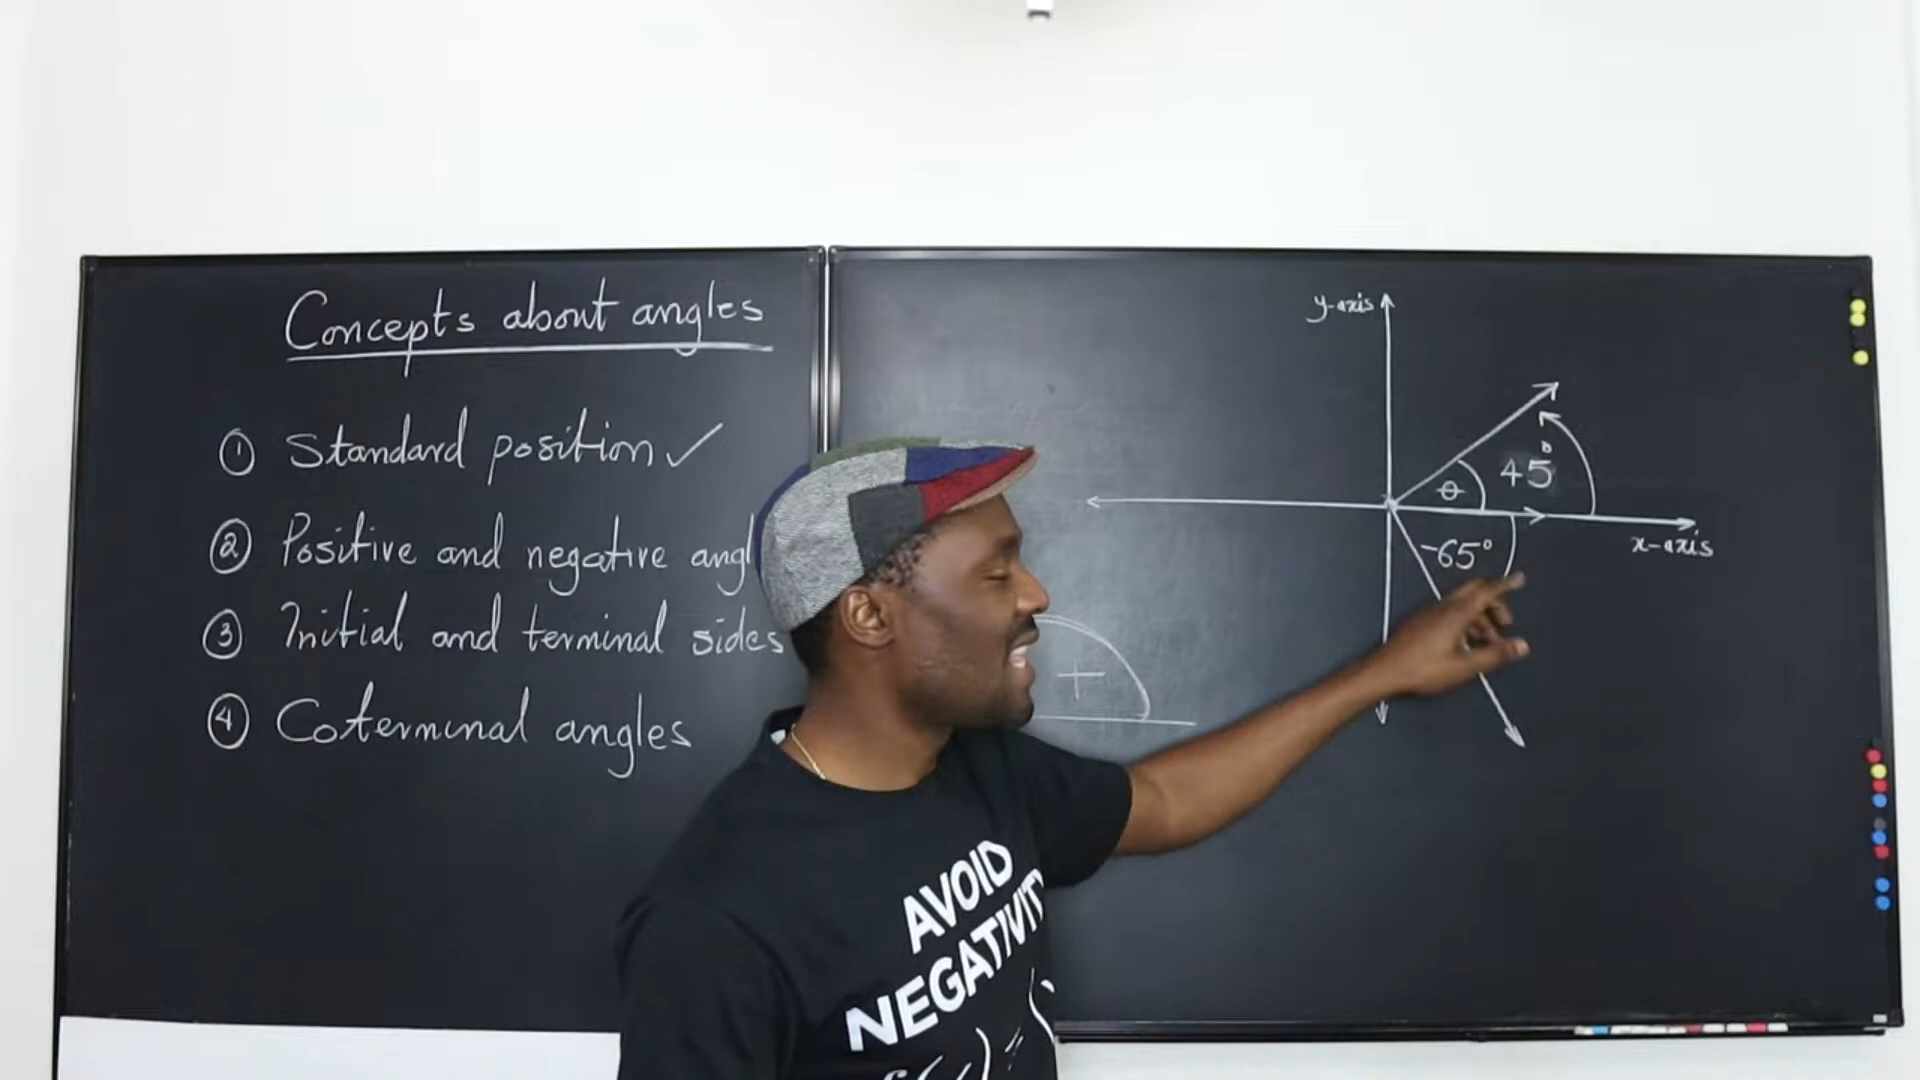 Concepts about angles
① Standard position ✓
② Positive and negative angl
③ Initial and terminal sides
④ Coterminal angles
y-axis
45°
θ
x-axis
-65°
+
AVOID
NEGATIVITY